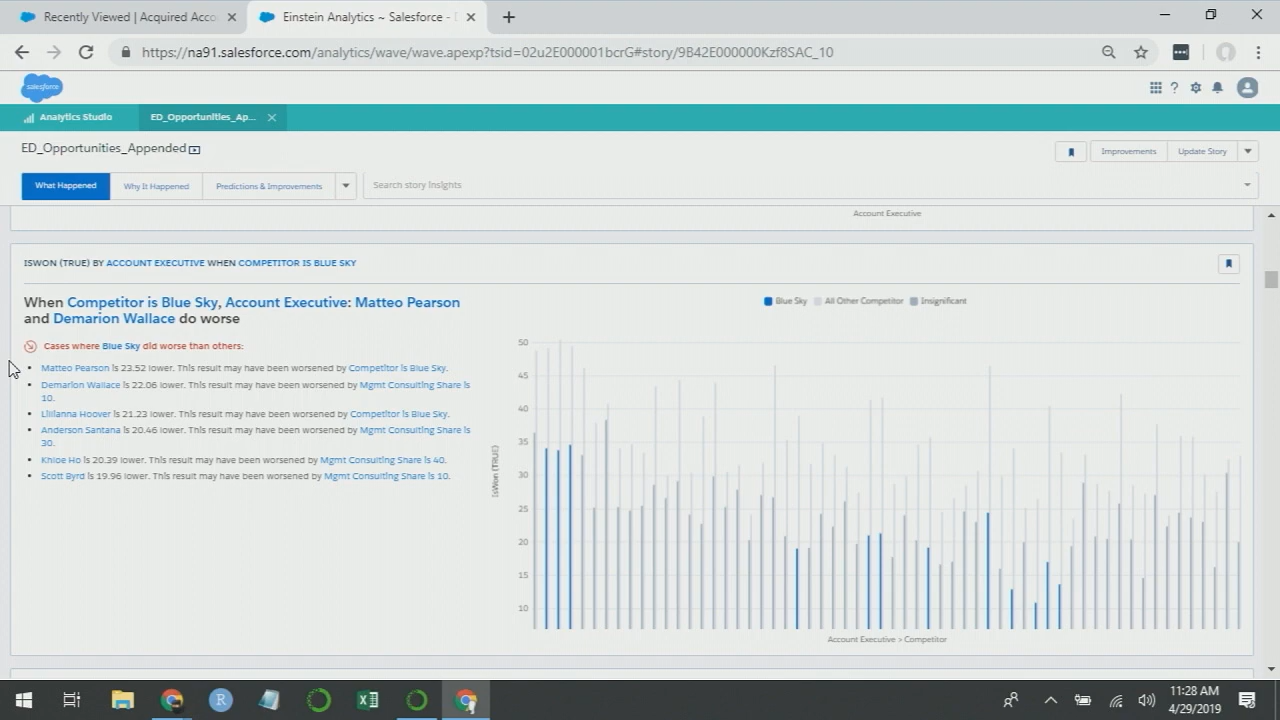 Recently Viewed | Acquired Acco
Einstein Analytics ~ Salesforce -
https://na91.salesforce.com/analytics/wave/wave.apexp?tsid=02u2E000001bcrG#story/9B42E000000Kzf8SAC_10
salesforce
Analytics Studio
ED_Opportunities_Ap...
ED_Opportunities_Appended
Improvements
Update Story
What Happened
Why It Happened
Predictions & Improvements
Search story insights
Account Executive
ISWON (TRUE) BY ACCOUNT EXECUTIVE WHEN COMPETITOR IS BLUE SKY
When Competitor is Blue Sky, Account Executive: Matteo Pearson
and Demarion Wallace do worse
Cases where Blue Sky did worse than others:
Matteo Pearson is 23.52 lower. This result may have been worsened by Competitor is Blue Sky.
Demarion Wallace is 22.06 lower. This result may have been worsened by Mgmt Consulting Share is
10.
Lilianna Hoover is 21.23 lower. This result may have been worsened by Competitor is Blue Sky.
Anderson Santana is 20.46 lower. This result may have been worsened by Mgmt Consulting Share is
30.
Khloe Ho is 20.39 lower. This result may have been worsened by Mgmt Consulting Share is 40.
Scott Byrd is 19.96 lower. This result may have been worsened by Mgmt Consulting Share is 10.
Blue Sky
All Other Competitor
Insignificant
50
45
40
35
30
25
20
15
10
IsWon (TRUE)
Account Executive > Competitor
R
11:28 AM
4/29/2019